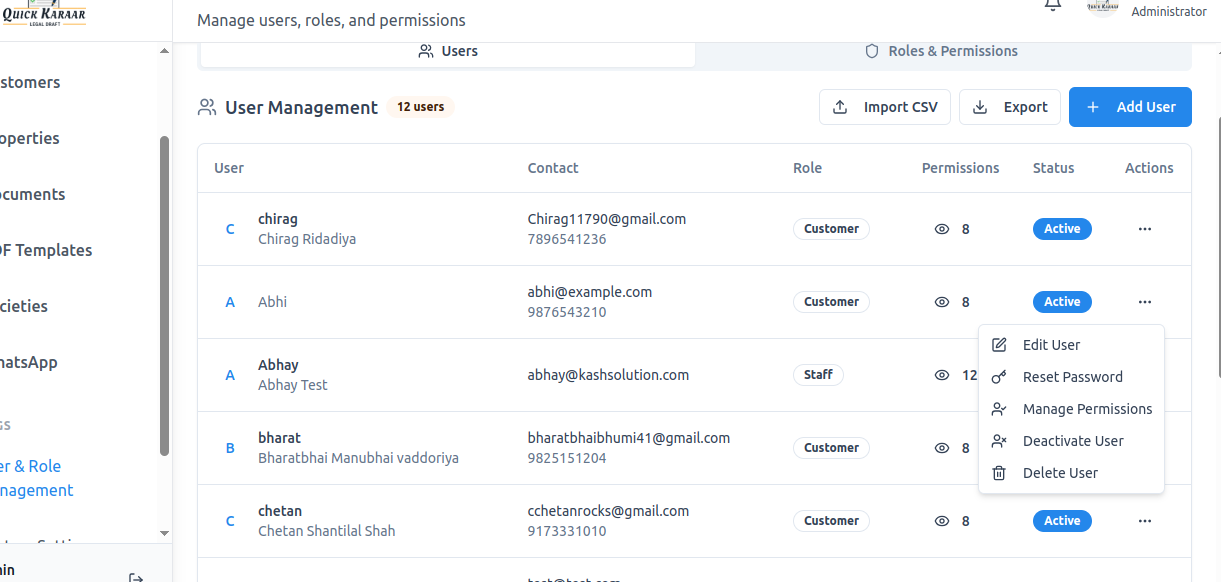 QUICK KARAAR
LEGAL DRAFT
Manage users, roles, and permissions
Administrator
stomers
operties
ocuments
OF Templates
cieties
hatsApp
GS
er & Role
nagement
in
Users
Roles & Permissions
User Management
12 users
Import CSV
Export
Add User
User Contact Role Permissions Status Actions
chirag
Chirag Ridadiya
Chirag11790@gmail.com
7896541236
Customer
8
Active
A Abhi
abhi@example.com
9876543210
Customer
8
Active
Abhay
Abhay Test
abhay@kashsolution.com
Staff
12
bharat
Bharatbhai Manubhai vaddoriya
bharatbhaibhumi41@gmail.com
9825151204
Customer
8
chetan
Chetan Shantilal Shah
cchetanrocks@gmail.com
9173331010
Customer
8
Active
Edit User
Reset Password
Manage Permissions
Deactivate User
Delete User